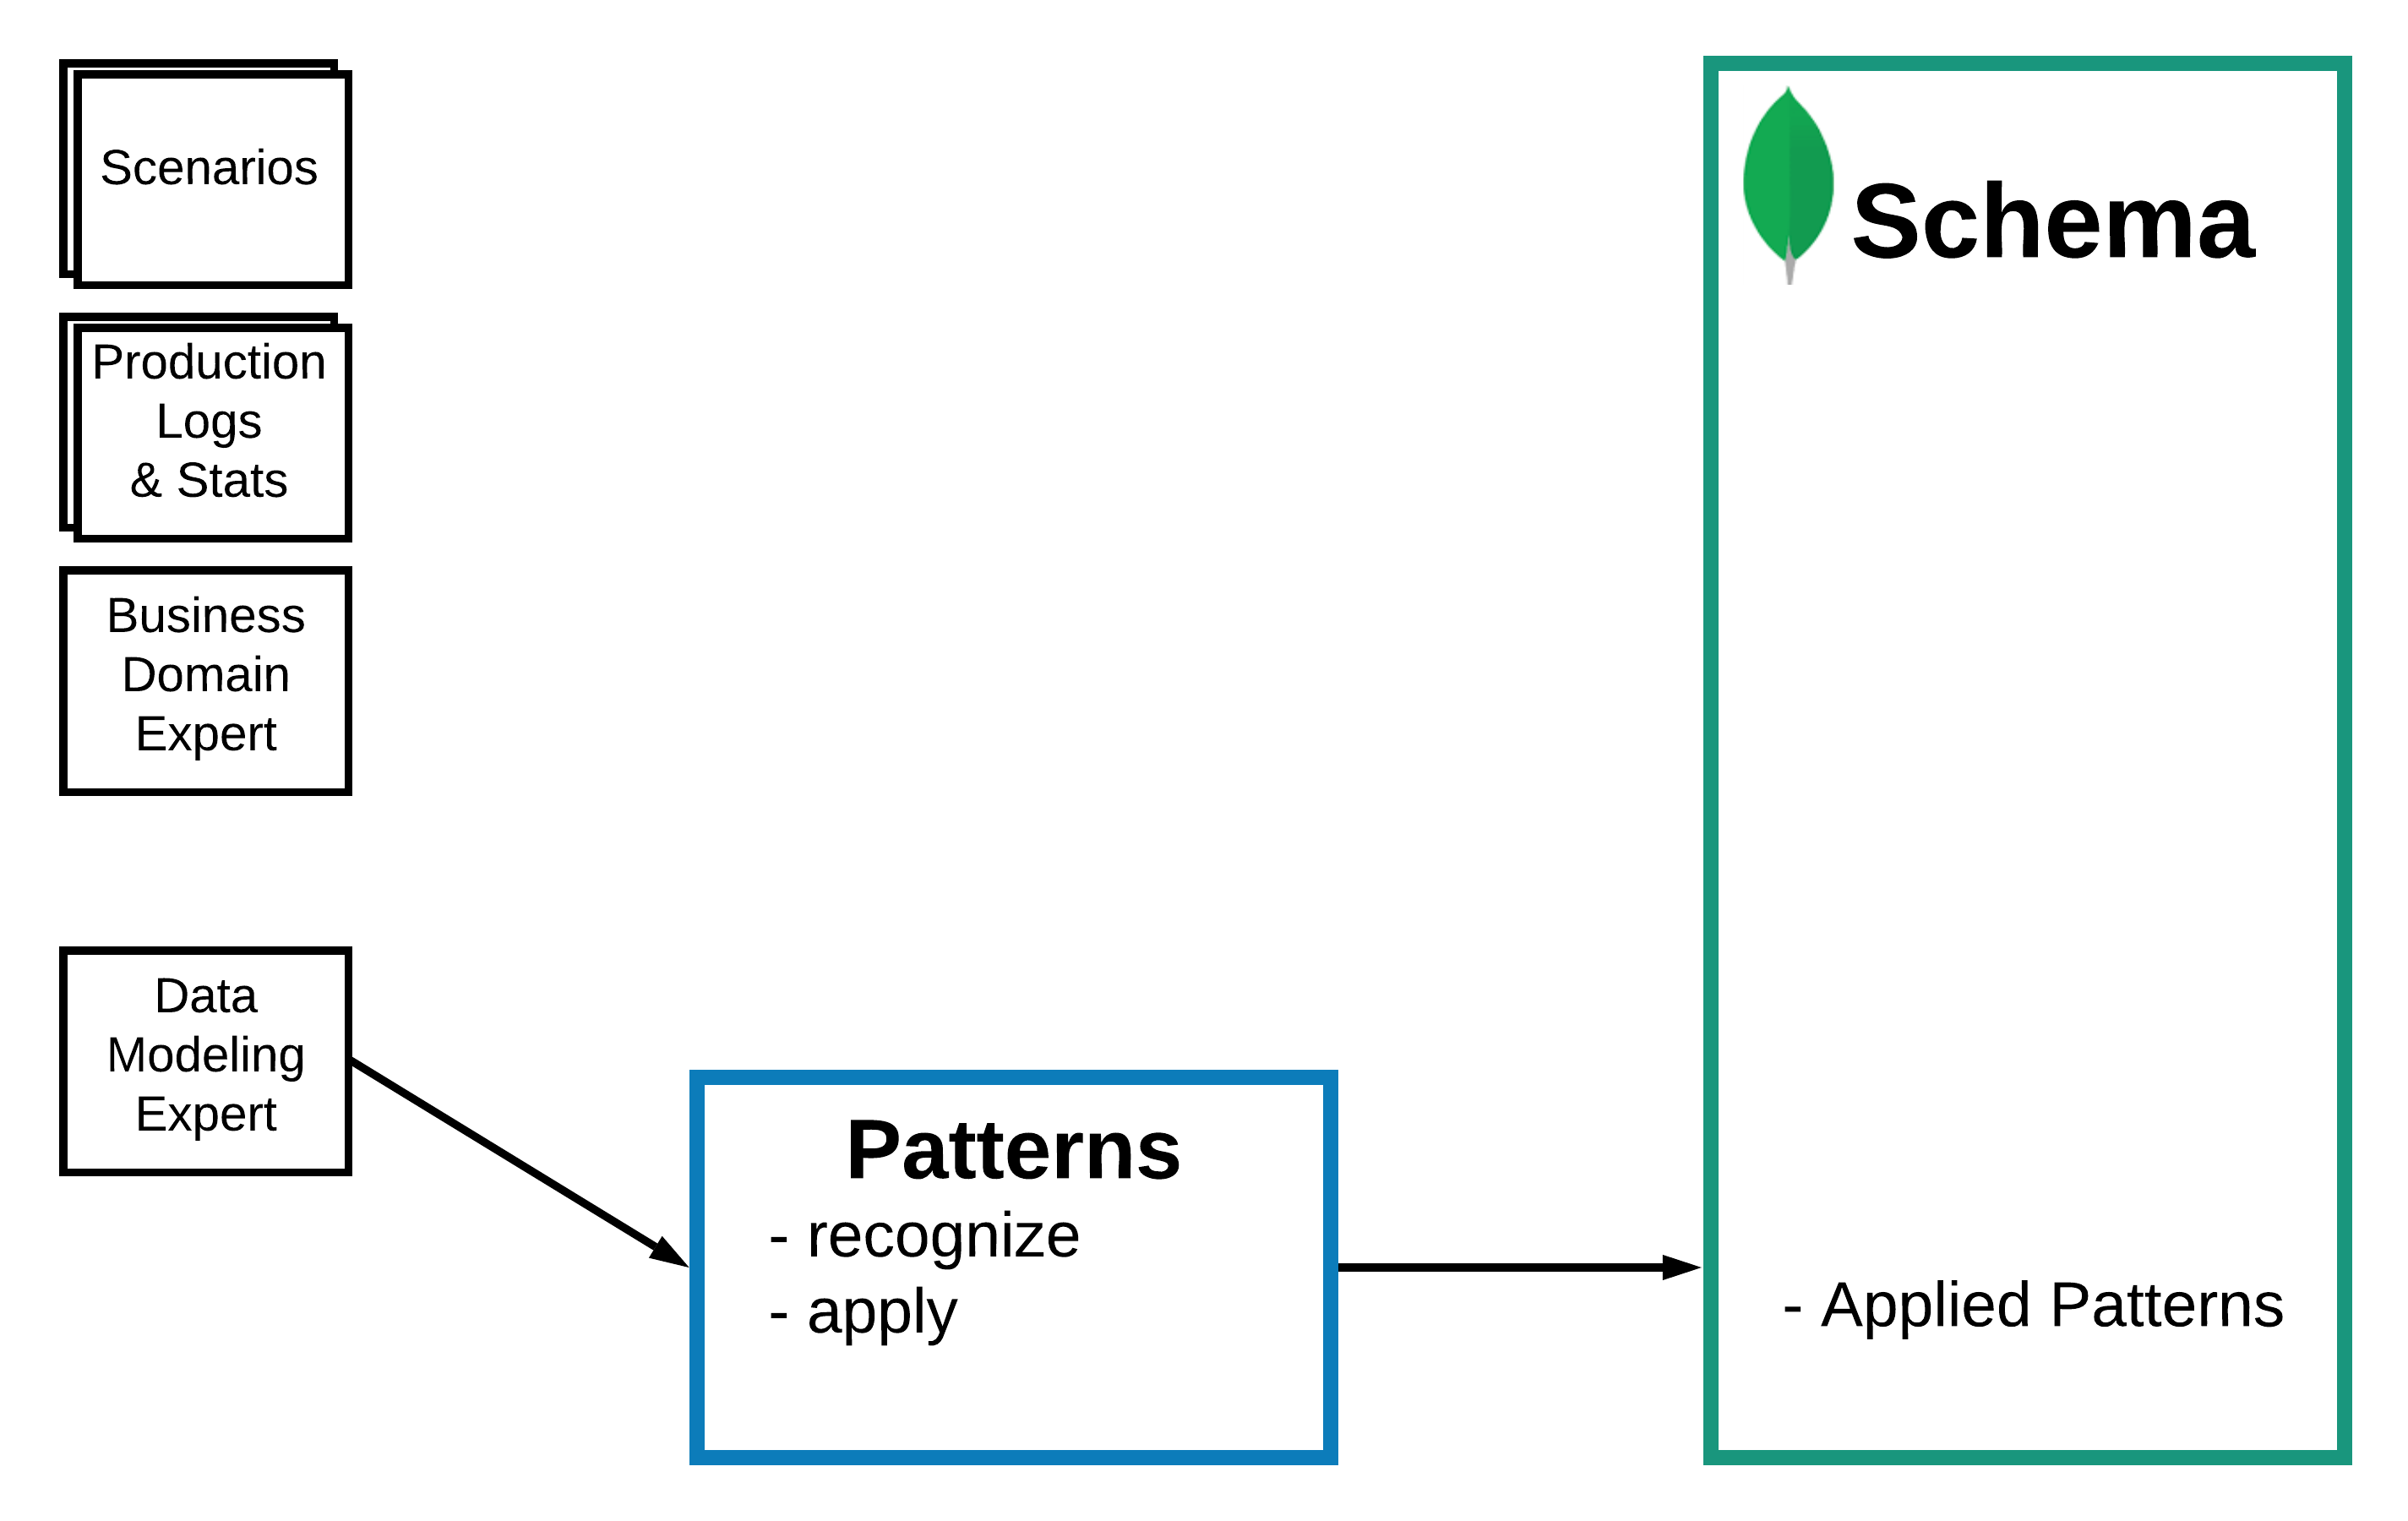 Scenarios
Production
Logs
& Stats
Business
Domain
Expert
Data
Modeling
Expert
Patterns
- recognize
- apply
Schema
- Applied Patterns